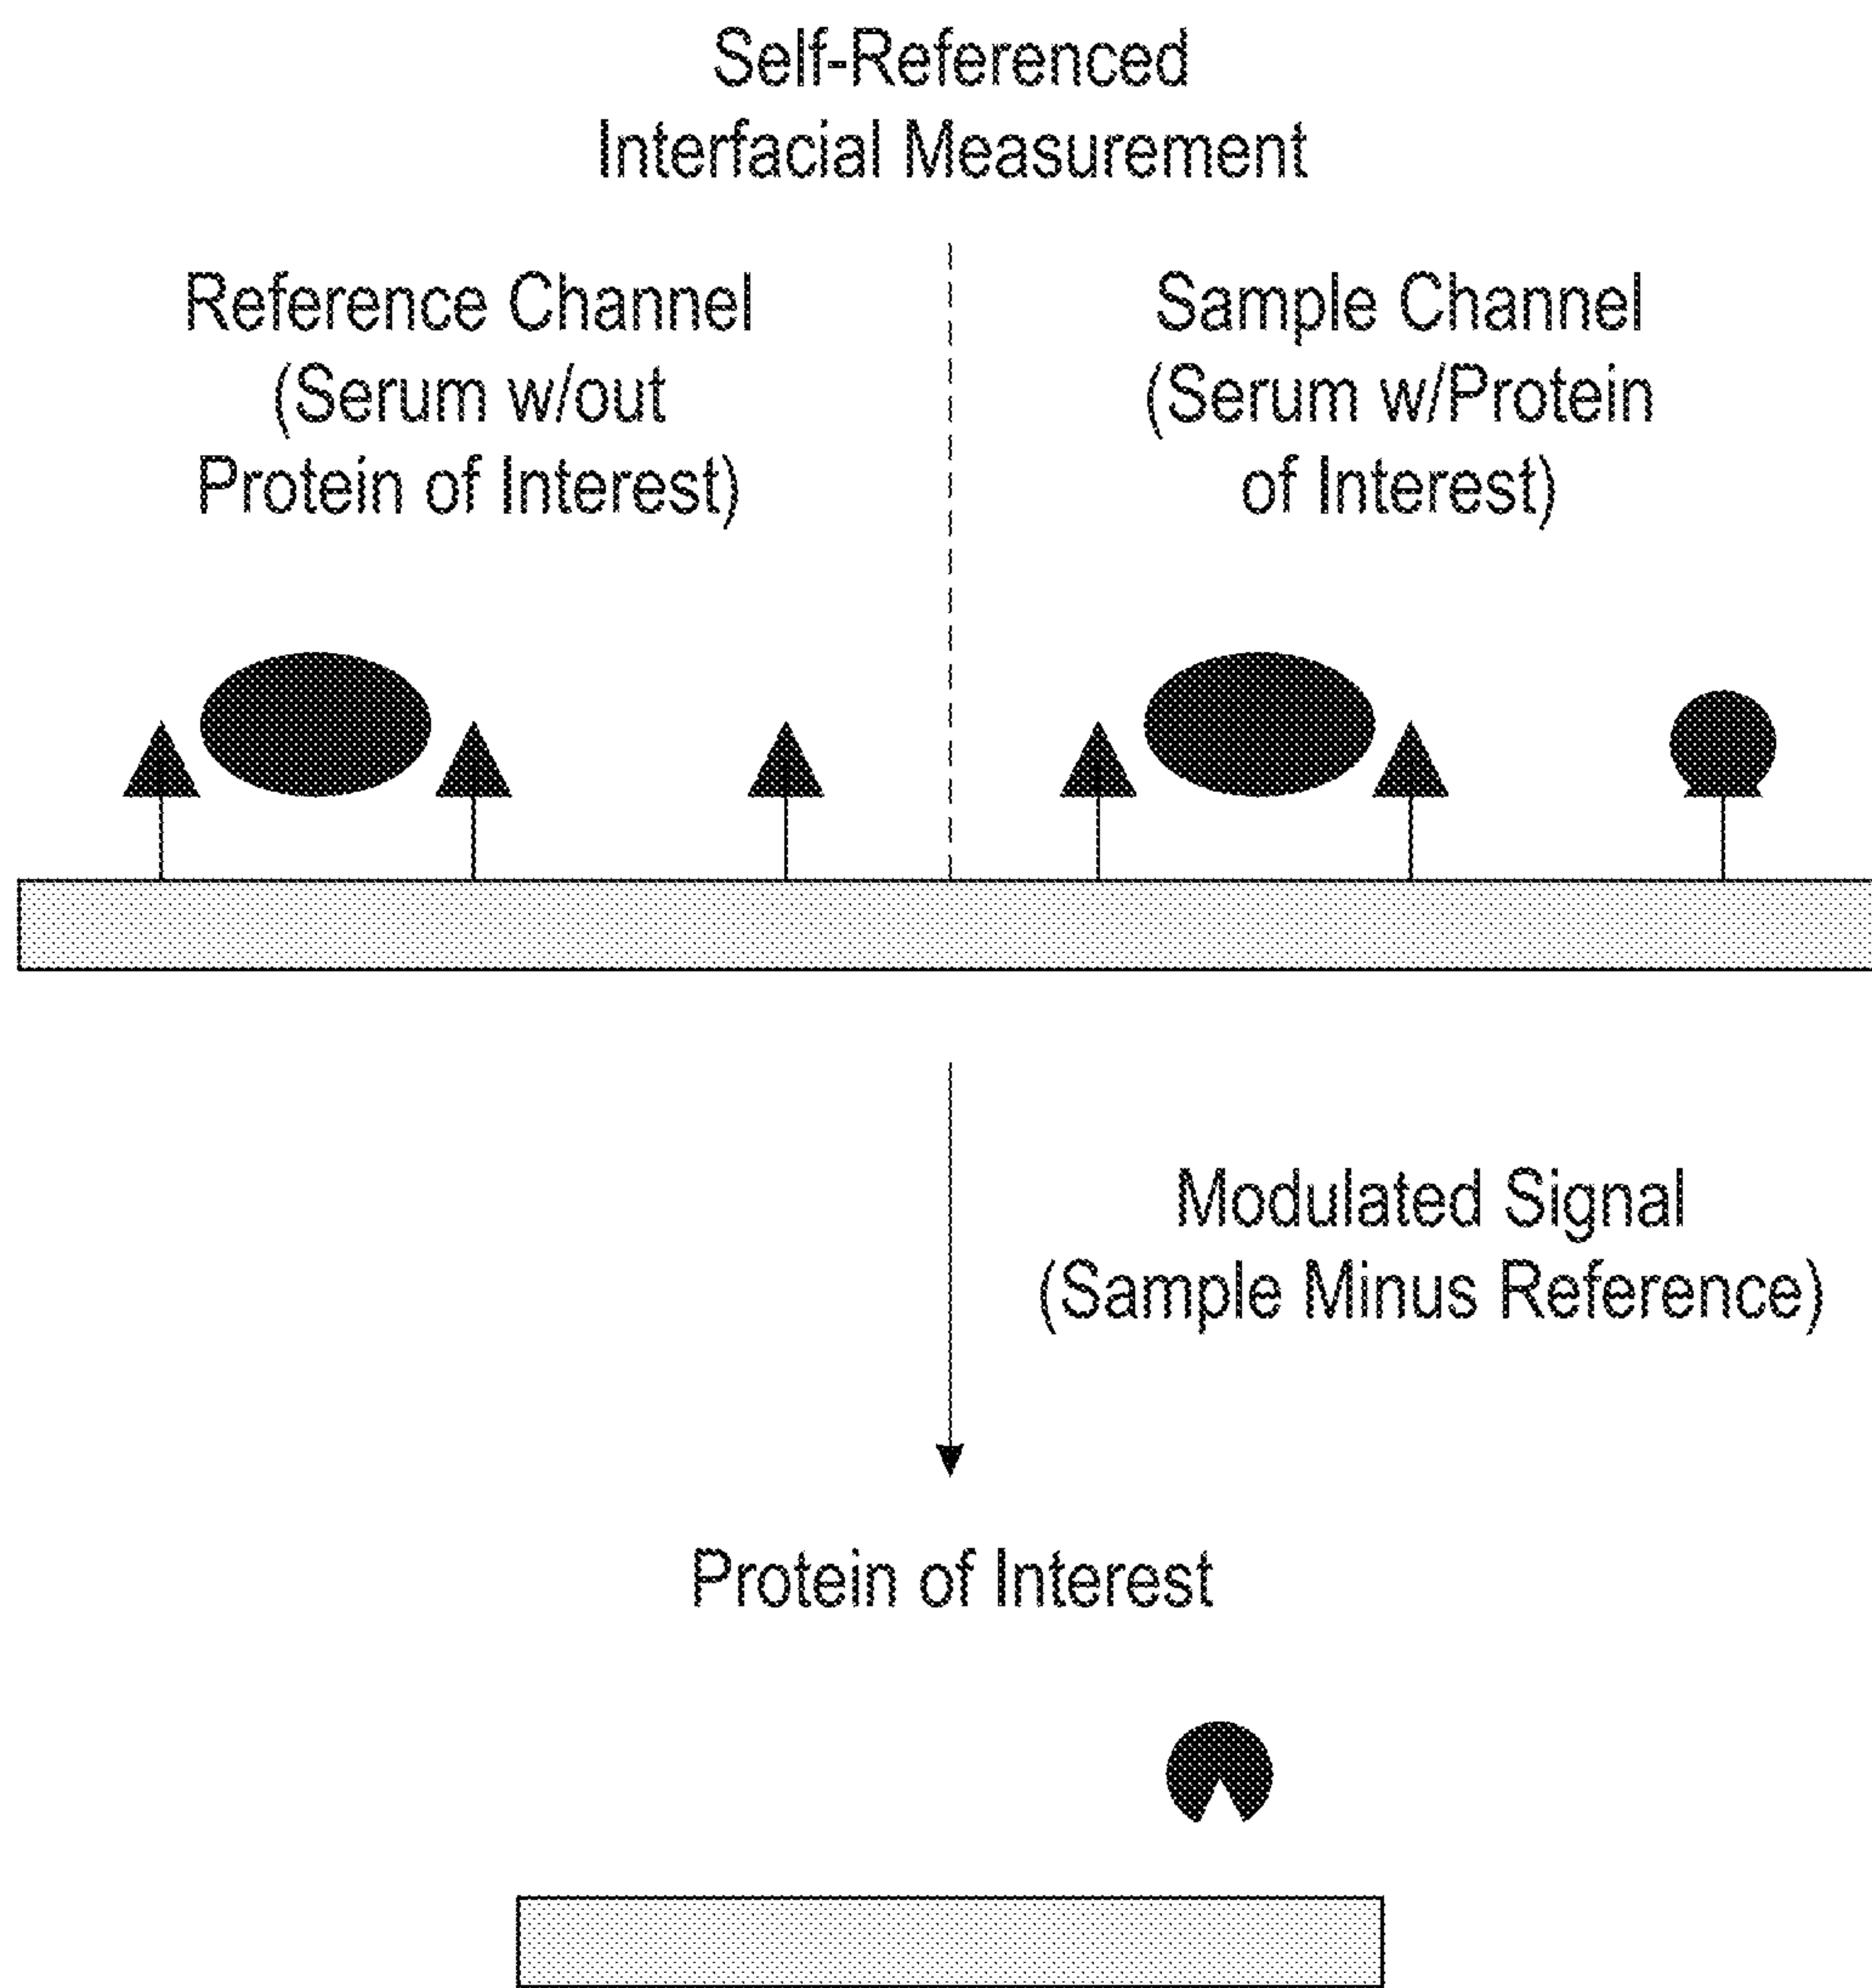 Self-Referenced
Interfacial Measurement
Reference Channel
(Serum w/out
Protein of Interest)
Sample Channel
(Serum w/Protein
of Interest)
Modulated Signal
(Sample Minus Reference)
Protein of Interest